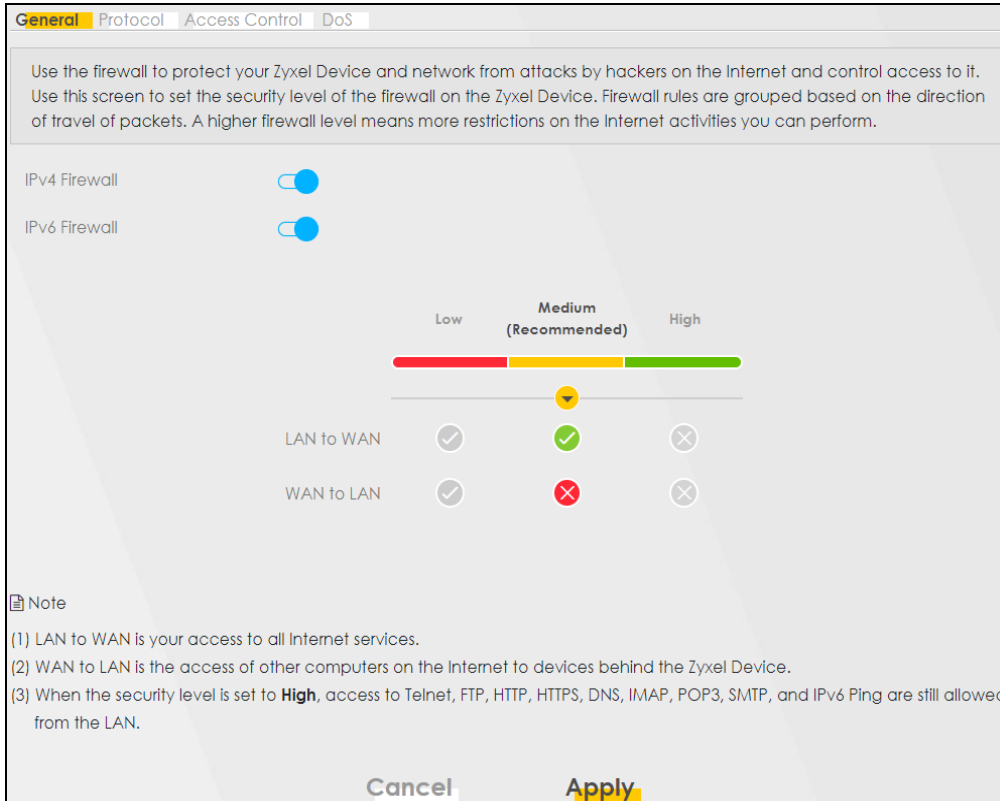 General Protocol Access Control DoS
Use the firewall to protect your Zyxel Device and network from attacks by hackers on the Internet and control access to it.
Use this screen to set the security level of the firewall on the Zyxel Device. Firewall rules are grouped based on the direction
of travel of packets. A higher firewall level means more restrictions on the Internet activities you can perform.
IPv4 Firewall
IPv6 Firewall
Low Medium (Recommended) High
LAN to WAN
WAN to LAN
Note
(1) LAN to WAN is your access to all Internet services.
(2) WAN to LAN is the access of other computers on the Internet to devices behind the Zyxel Device.
(3) When the security level is set to High, access to Telnet, FTP, HTTP, HTTPS, DNS, IMAP, POP3, SMTP, and IPv6 Ping are still allowed
from the LAN.
Cancel Apply